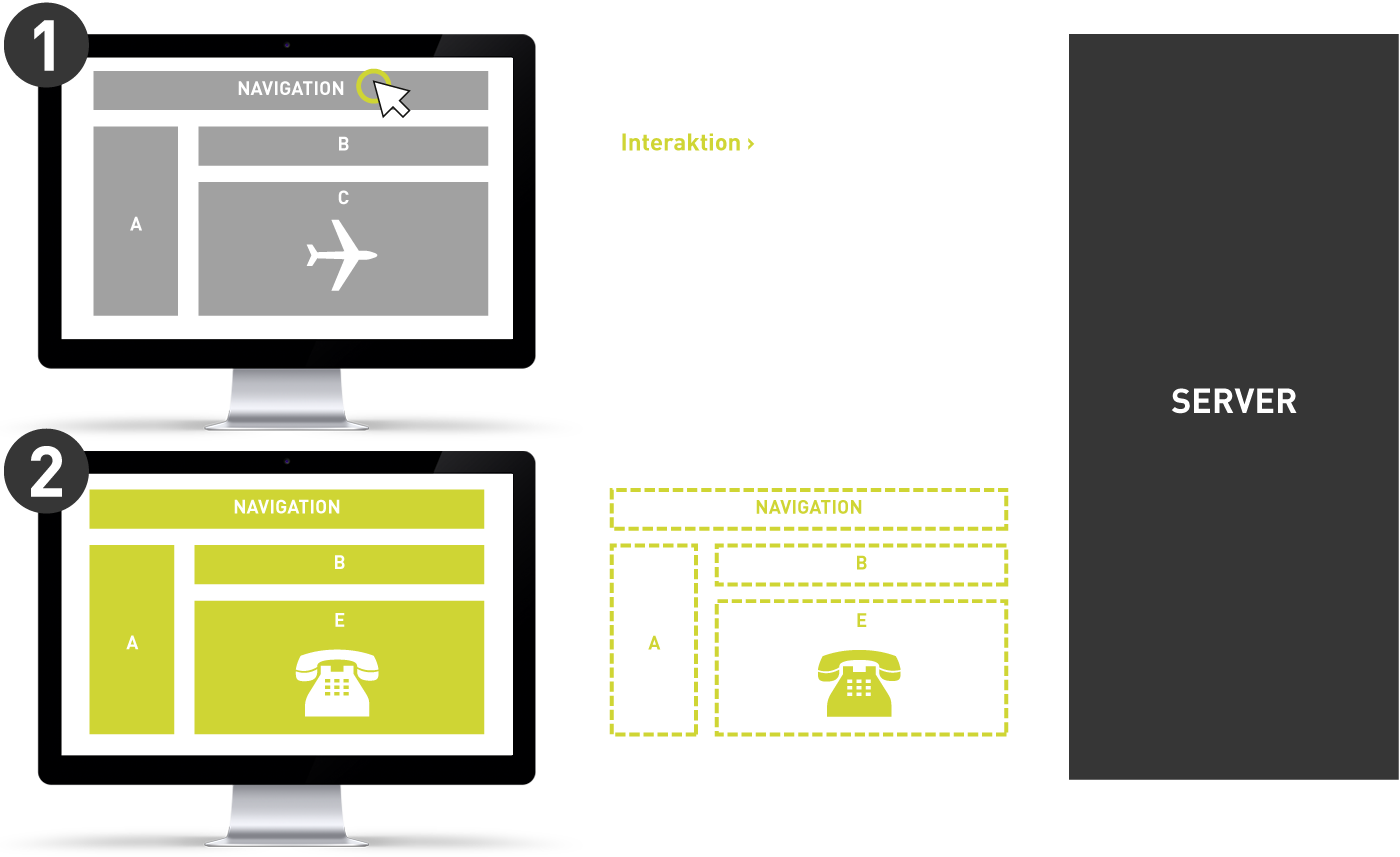 1
NAVIGATION
B
C
A
Interaktion ›
SERVER
2
NAVIGATION
B
E
A
NAVIGATION
B
E
A